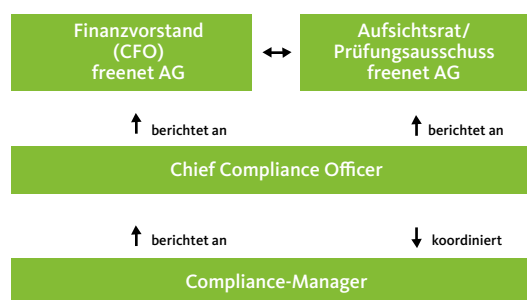 Finanzvorstand
(CFO)
freenet AG
Aufsichtsrat/
Prüfungsausschuss
freenet AG
berichtet an
berichtet an
Chief Compliance Officer
berichtet an
koordiniert
Compliance-Manager